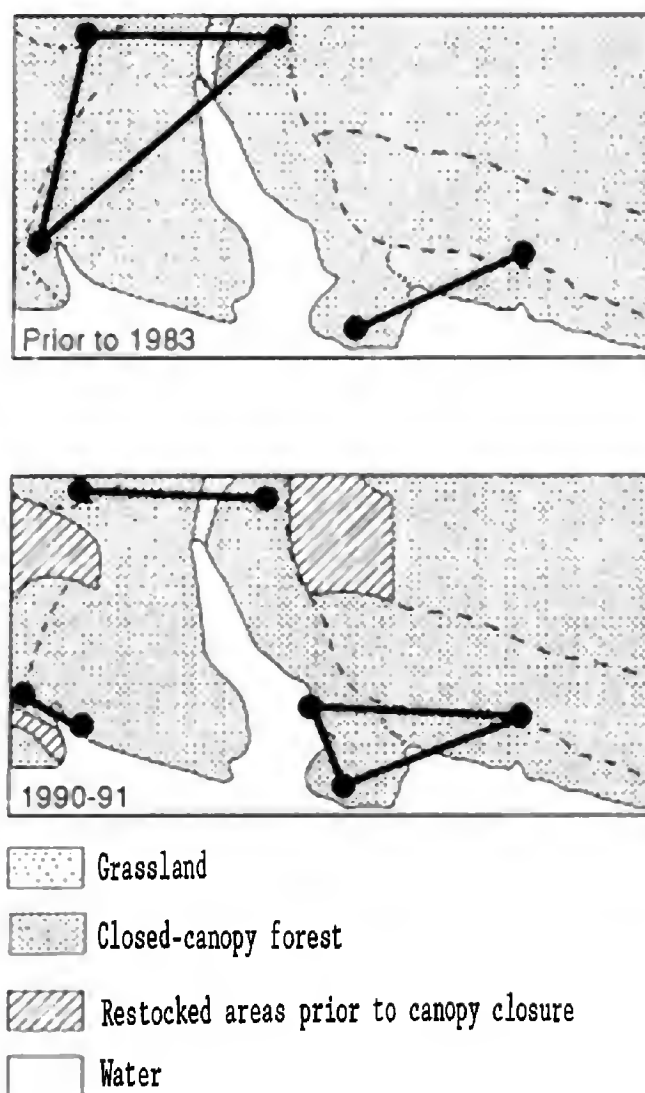 Prior to 1983
1990-91
Grassland
Closed-canopy forest
Restocked areas prior to canopy closure
Water